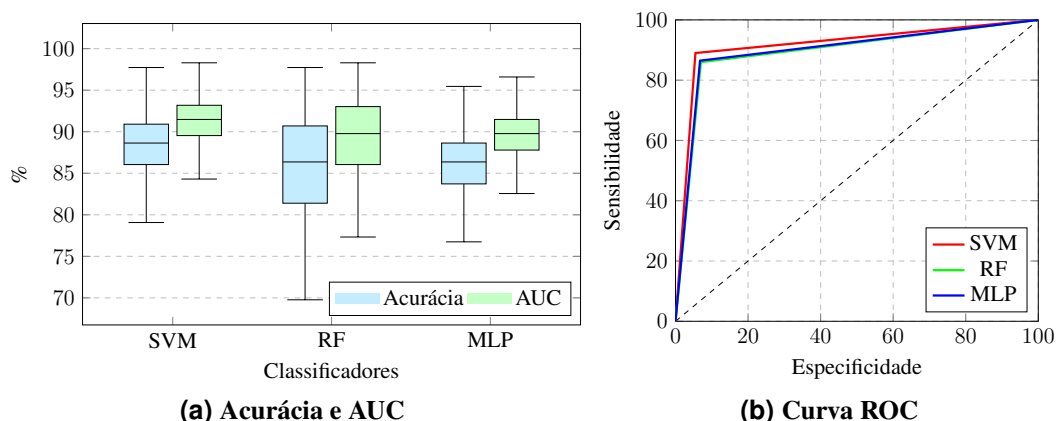 100
95
90
85
80
75
70
%
Acurácia
AUC
SVM
RF
MLP
Classificadores
(a) Acurácia e AUC
100
80
60
40
20
0
Sensibilidade
SVM
RF
MLP
0
20
40
60
80
100
Especificidade
(b) Curva ROC